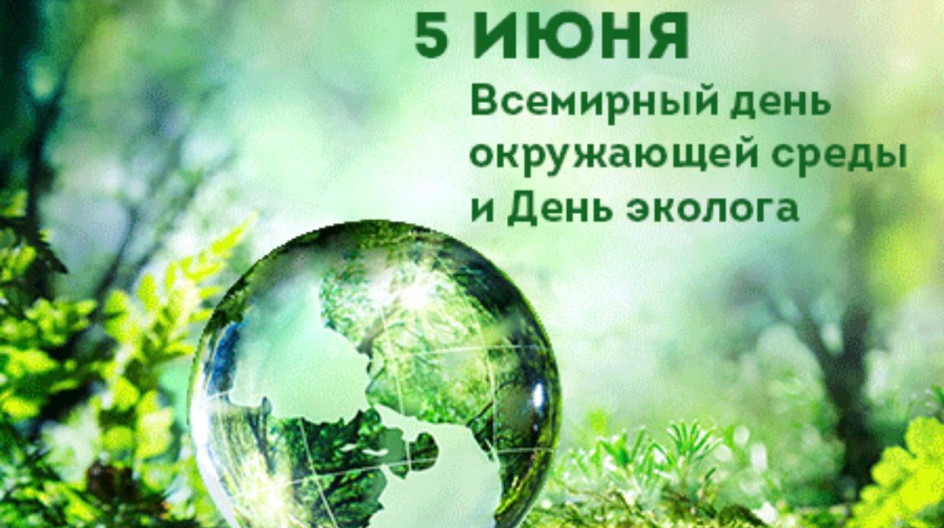 5 ИЮНЯ
Всемирный день
окружающей среды
и День эколога